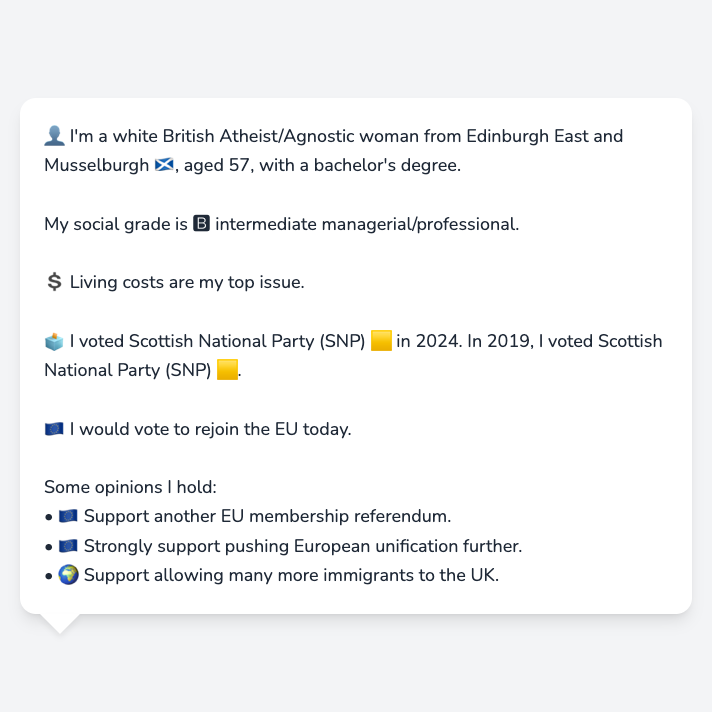 👤 I'm a white British Atheist/Agnostic woman from Edinburgh East and
Musselburgh 🏴󠁧󠁢󠁳󠁣󠁴󠁿, aged 57, with a bachelor's degree.
My social grade is 🅱 intermediate managerial/professional.
💲 Living costs are my top issue.
🗳️ I voted Scottish National Party (SNP) 🟨 in 2024. In 2019, I voted Scottish
National Party (SNP) 🟨.
🇪🇺 I would vote to rejoin the EU today.
Some opinions I hold:
• 🇪🇺 Support another EU membership referendum.
• 🇪🇺 Strongly support pushing European unification further.
• 🌍 Support allowing many more immigrants to the UK.